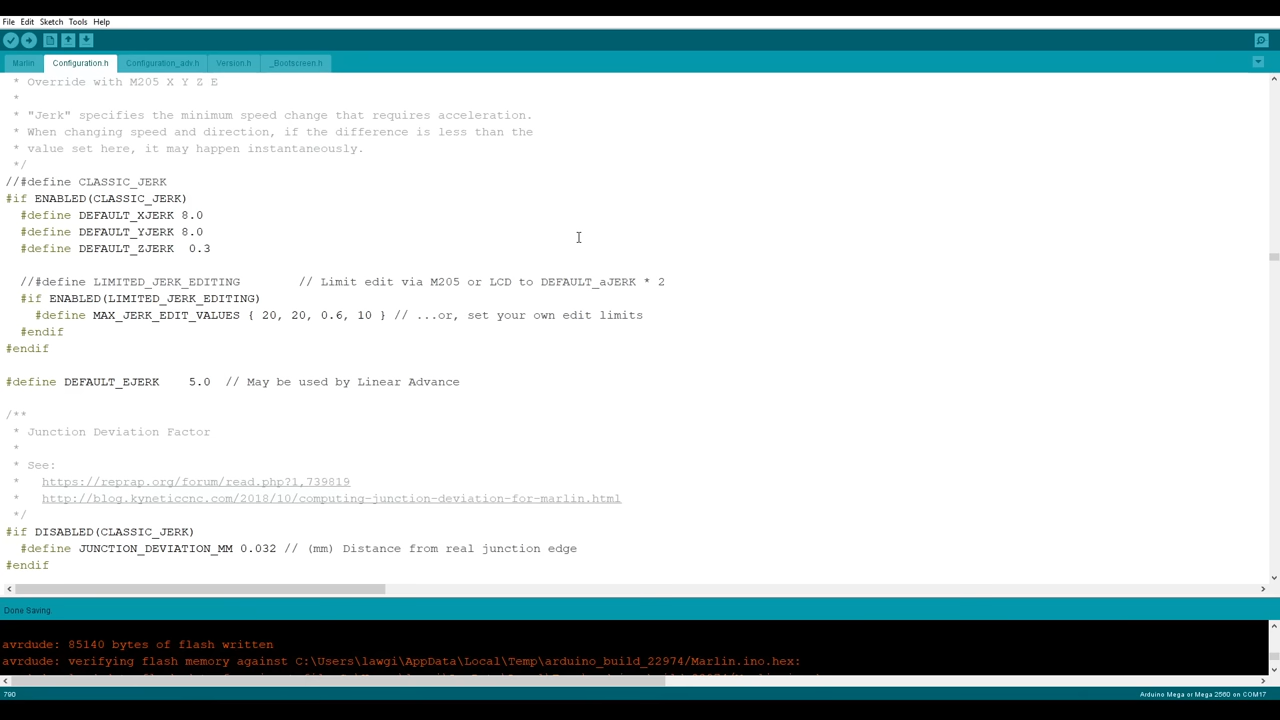 File Edit Sketch Tools Help
Marlin Configuration.h Configuration_adv.h Version.h _Bootscreen.h
* Override with M205 X Y Z E
*
* "Jerk" specifies the minimum speed change that requires acceleration.
* When changing speed and direction, if the difference is less than the
* value set here, it may happen instantaneously.
*/
//#define CLASSIC_JERK
#if ENABLED(CLASSIC_JERK)
#define DEFAULT_XJERK 8.0
#define DEFAULT_YJERK 8.0
#define DEFAULT_ZJERK  0.3
//#define LIMITED_JERK_EDITING        // Limit edit via M205 or LCD to DEFAULT_aJERK * 2
#if ENABLED(LIMITED_JERK_EDITING)
#define MAX_JERK_EDIT_VALUES { 20, 20, 0.6, 10 } // ...or, set your own edit limits
#endif
#endif
#define DEFAULT_EJERK    5.0  // May be used by Linear Advance
/**
* Junction Deviation Factor
*
* See:
*   https://reprap.org/forum/read.php?1,739819
*   http://blog.kyneticcnc.com/2018/10/computing-junction-deviation-for-marlin.html
*/
#if DISABLED(CLASSIC_JERK)
#define JUNCTION_DEVIATION_MM 0.032 // (mm) Distance from real junction edge
#endif
Done Saving.
avrdude: 85140 bytes of flash written
avrdude: verifying flash memory against C:\Users\lawgi\AppData\Local\Temp\arduino_build_22974/Marlin.ino.hex:
790 Arduino Mega or Mega 2560 on COM17